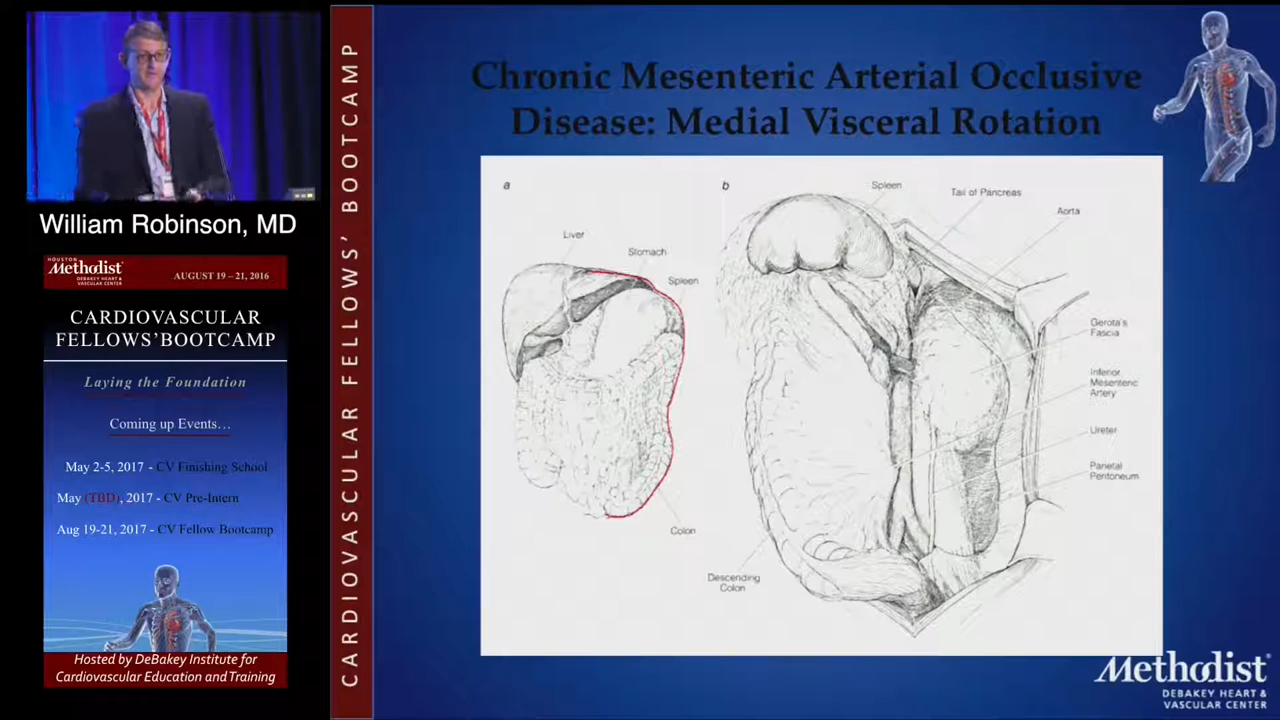 William Robinson, MD
HOUSTON
Methodist
DEBAKEY HEART &
VASCULAR CENTER
AUGUST 19 – 21, 2016
CARDIOVASCULAR
FELLOWS’BOOTCAMP
Laying the Foundation
Coming up Events…
May 2-5, 2017 - CV Finishing School
May (TBD), 2017 - CV Pre-Intern
Aug 19-21, 2017 - CV Fellow Bootcamp
Hosted by DeBakey Institute for
Cardiovascular Education and Training
CARDIOVASCULAR FELLOWS’ BOOTCAMP
Chronic Mesenteric Arterial Occlusive
Disease: Medial Visceral Rotation
a
Liver
Stomach
Spleen
Colon
b
Spleen
Tail of Pancreas
Aorta
Gerota's
Fascia
Inferior
Mesenteric
Artery
Ureter
Parietal
Peritoneum
Descending
Colon
Methodist
DEBAKEY HEART &
VASCULAR CENTER